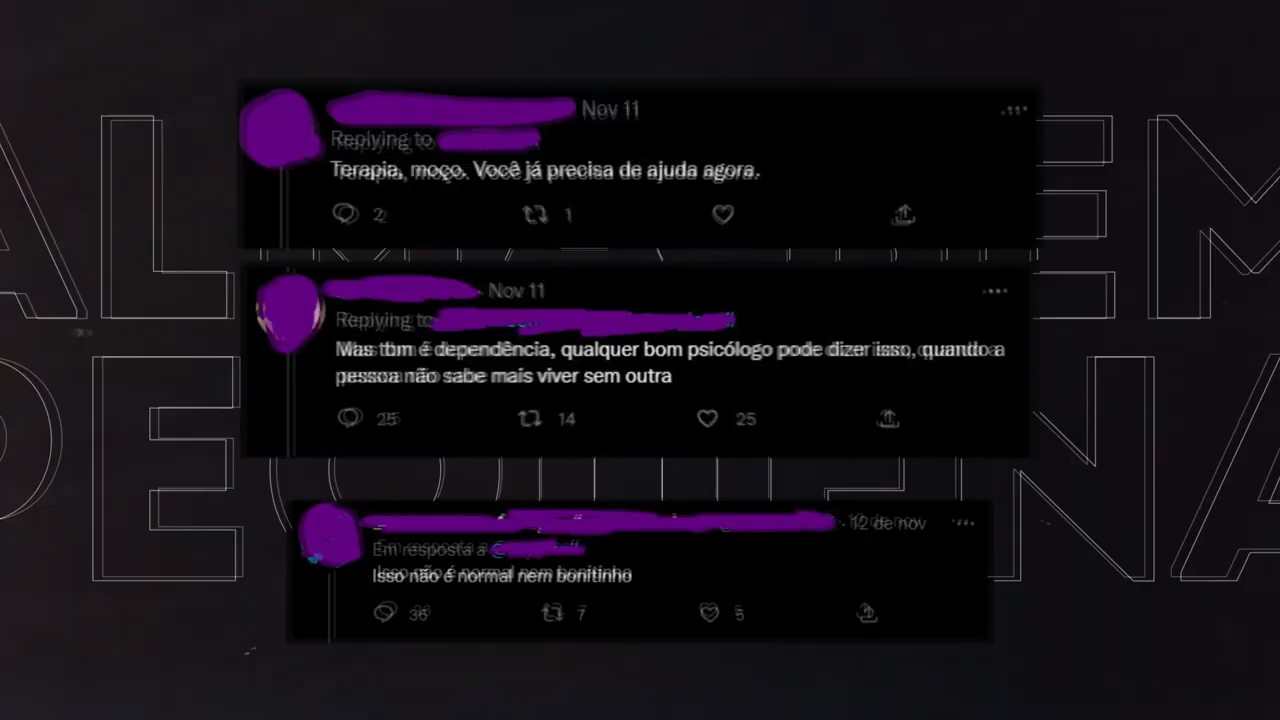 Nov 11
Replying to
Terapia, moço. Você já precisa de ajuda agora.
2 1
Nov 11
Replying to
Mas tbm é dependência, qualquer bom psicólogo pode dizer isso, quando a
pessoa não sabe mais viver sem outra
25 14 25
12 de nov
Em resposta a
Isso não é normal nem bonitinho
36 7 5